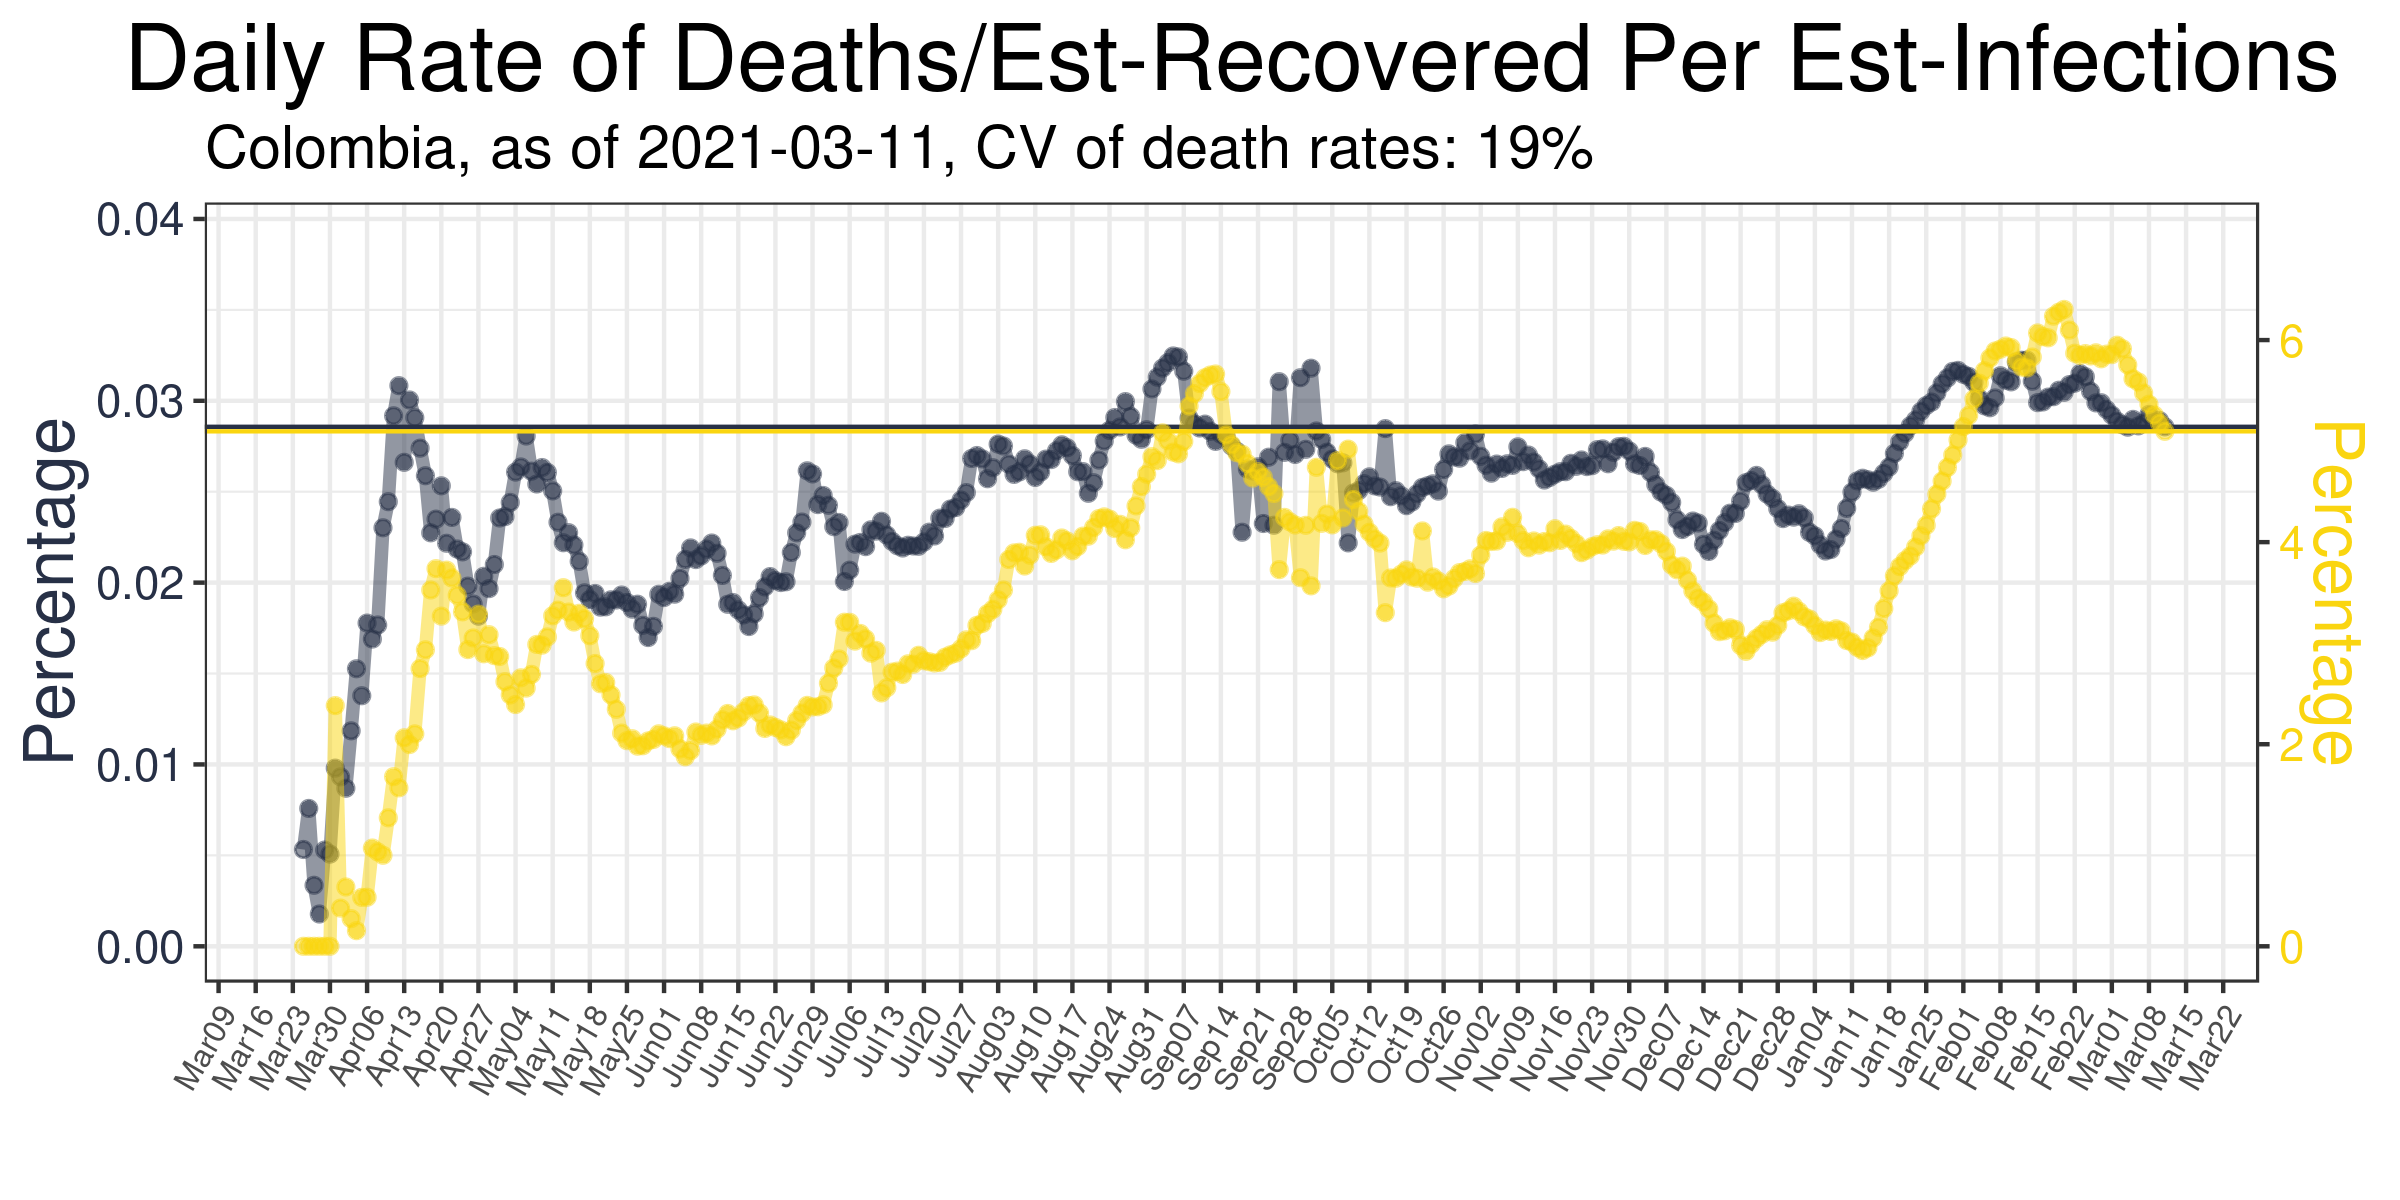 Daily Rate of Deaths/Est-Recovered Per Est-Infections
Colombia, as of 2021-03-11, CV of death rates: 19%
Percentage
0.04
0.03
0.02
0.01
0.00
6
4
2
0
Percentage
Mar09 Mar16 Mar23 Mar30 Apr06 Apr13 Apr20 Apr27 May04 May11 May18 May25 Jun01 Jun08 Jun15 Jun22 Jun29 Jul06 Jul13 Jul20 Jul27 Aug03 Aug10 Aug17 Aug24 Aug31 Sep07 Sep14 Sep21 Sep28 Oct05 Oct12 Oct19 Oct26 Nov02 Nov09 Nov16 Nov23 Nov30 Dec07 Dec14 Dec21 Dec28 Jan04 Jan11 Jan18 Jan25 Feb01 Feb08 Feb15 Feb22 Mar01 Mar08 Mar15 Mar22